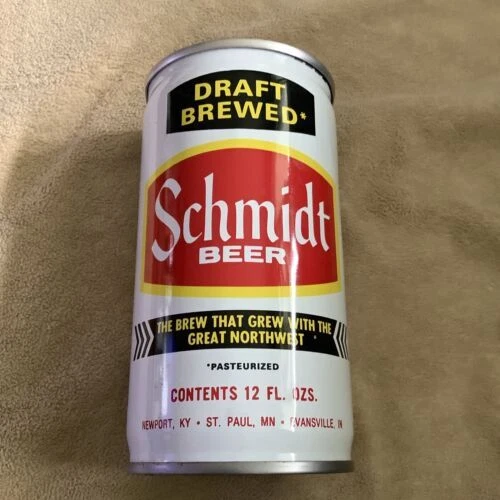 DRAFT
BREWED*
Schmidt
BEER
THE BREW THAT GREW WITH THE
GREAT NORTHWEST
*PASTEURIZED
CONTENTS 12 FL. OZS.
NEWPORT, KY • ST. PAUL, MN • EVANSVILLE, IN